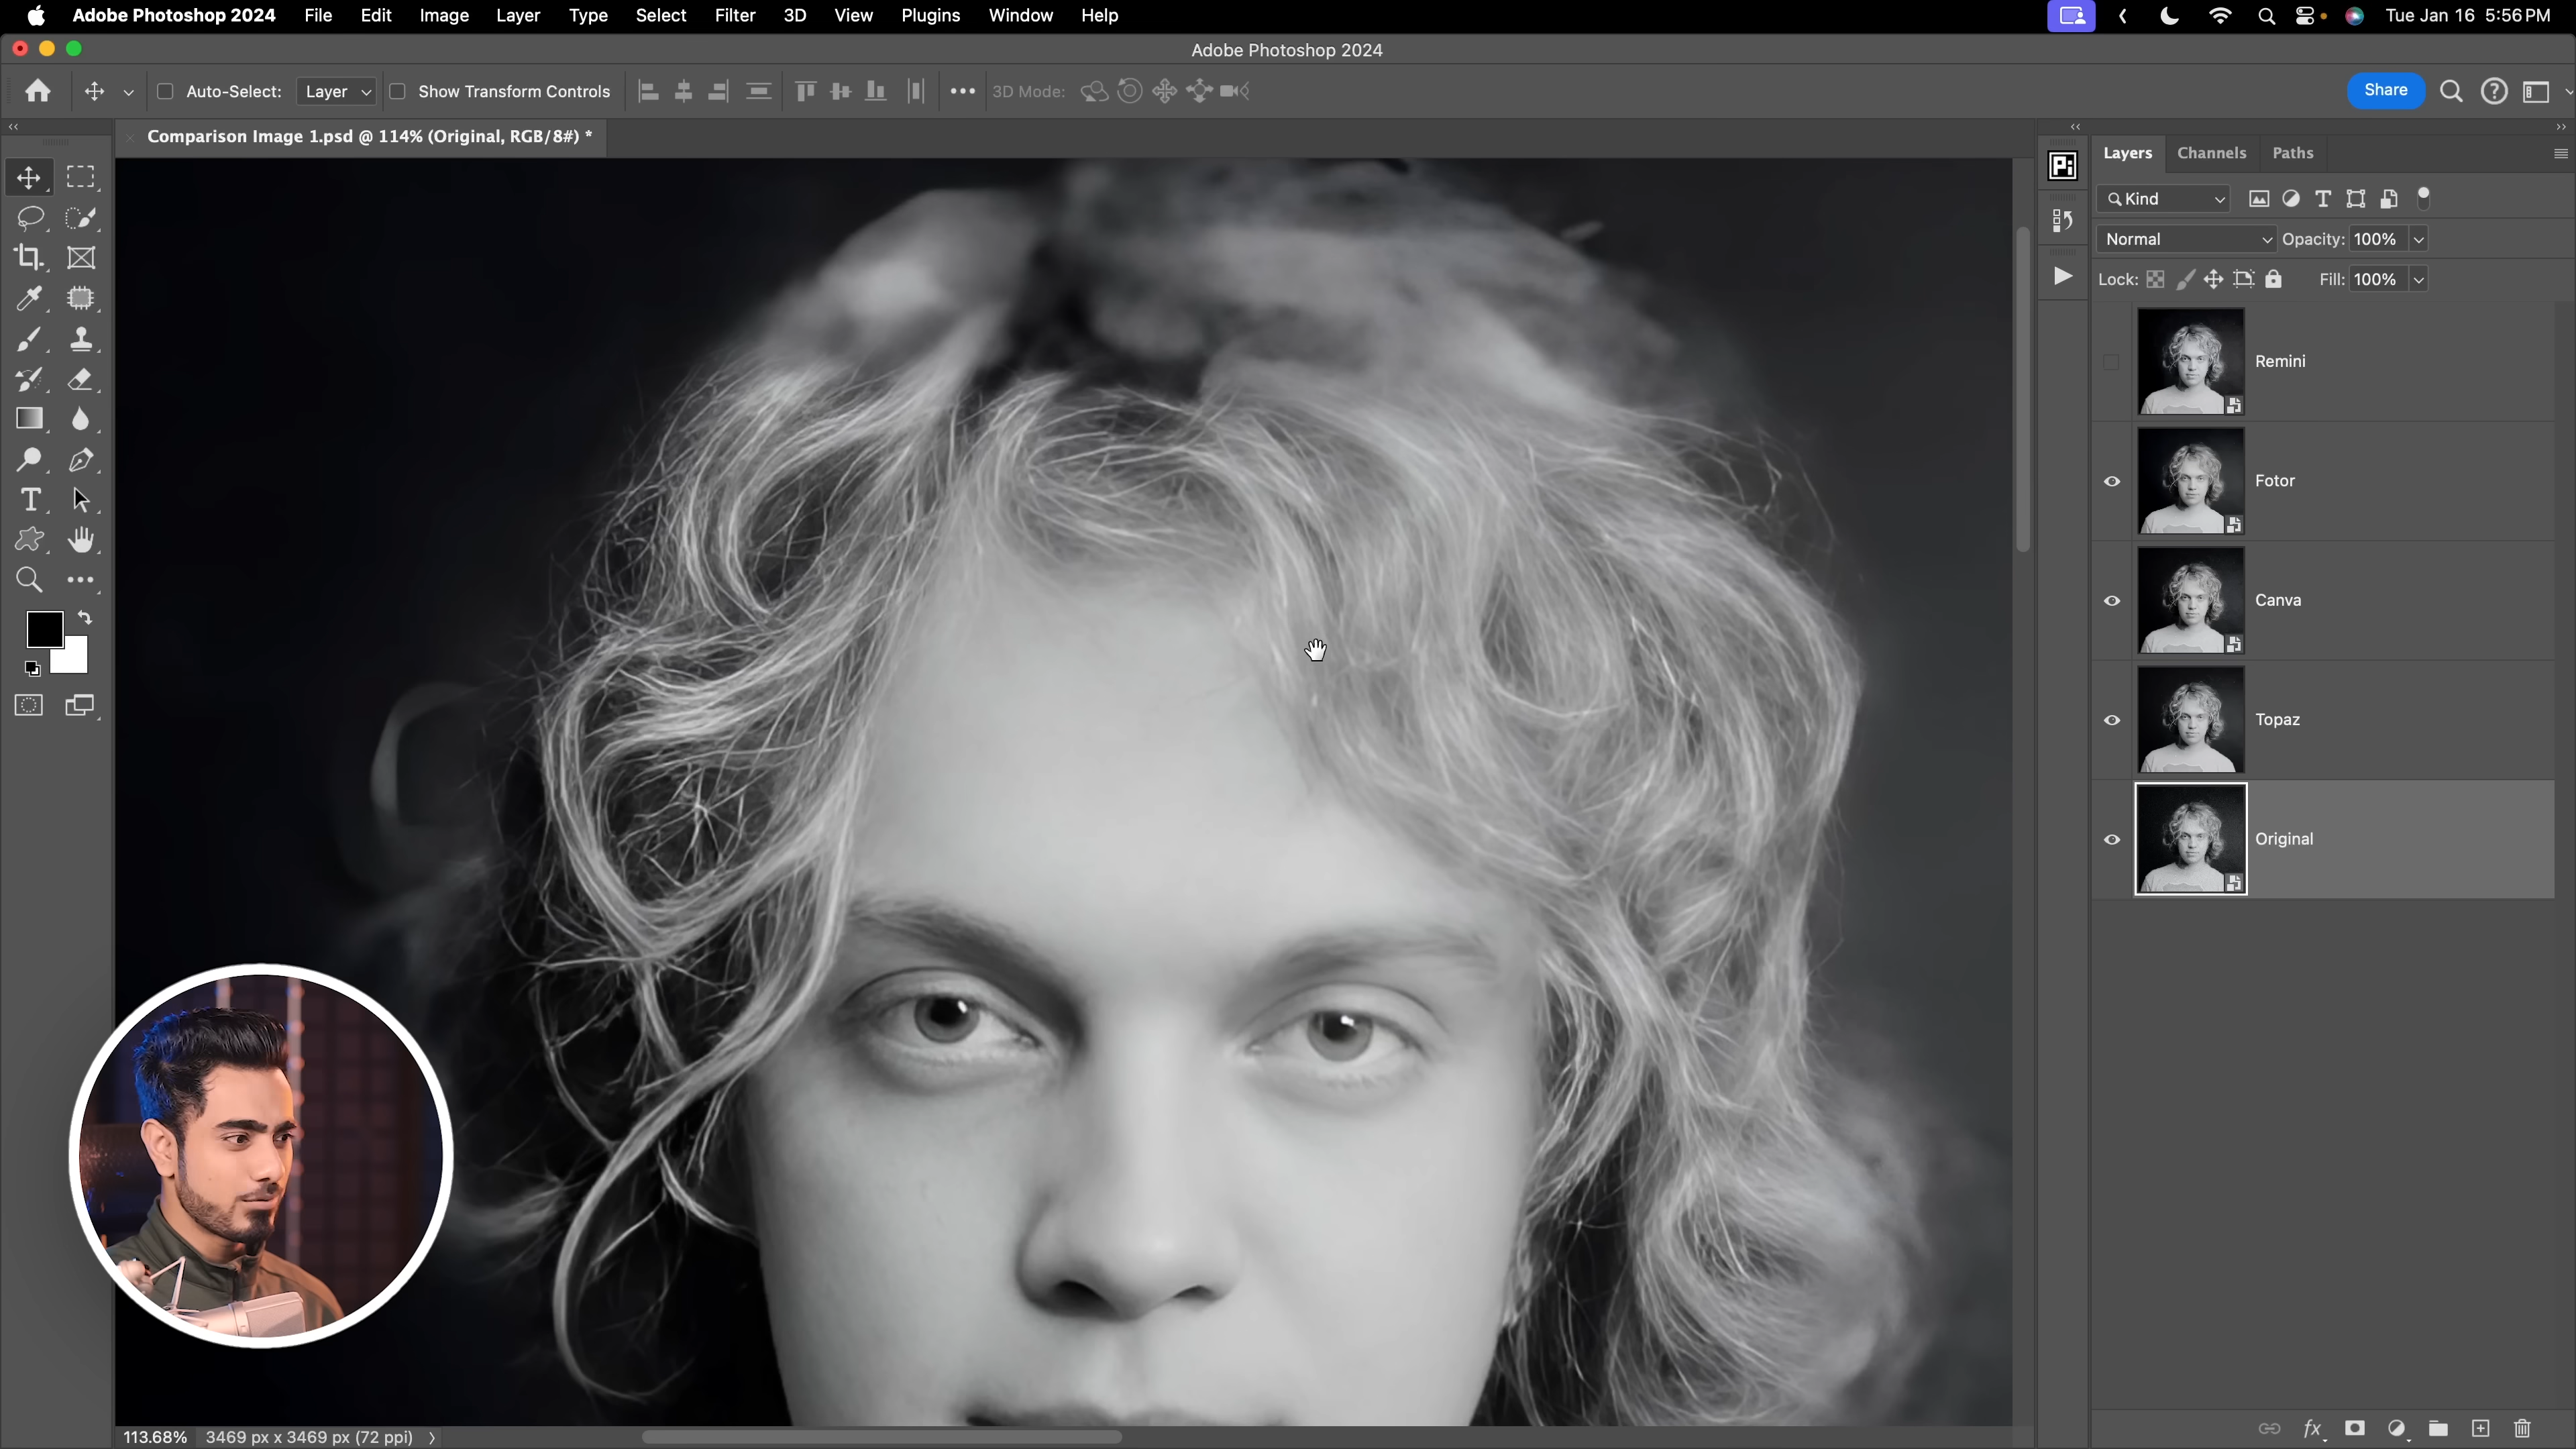 Adobe Photoshop 2024 File Edit Image Layer Type Select Filter 3D View Plugins Window Help Tue Jan 16 5:56 PM
Adobe Photoshop 2024
Auto-Select: Layer Show Transform Controls 3D Mode: Share
Comparison Image 1.psd @ 114% (Original, RGB/8#) *
Pi
Layers Channels Paths
Kind
Normal Opacity: 100%
Lock: Fill: 100%
Remini
Fotor
Canva
Topaz
Original
113.68% 3469 px x 3469 px (72 ppi)
fx